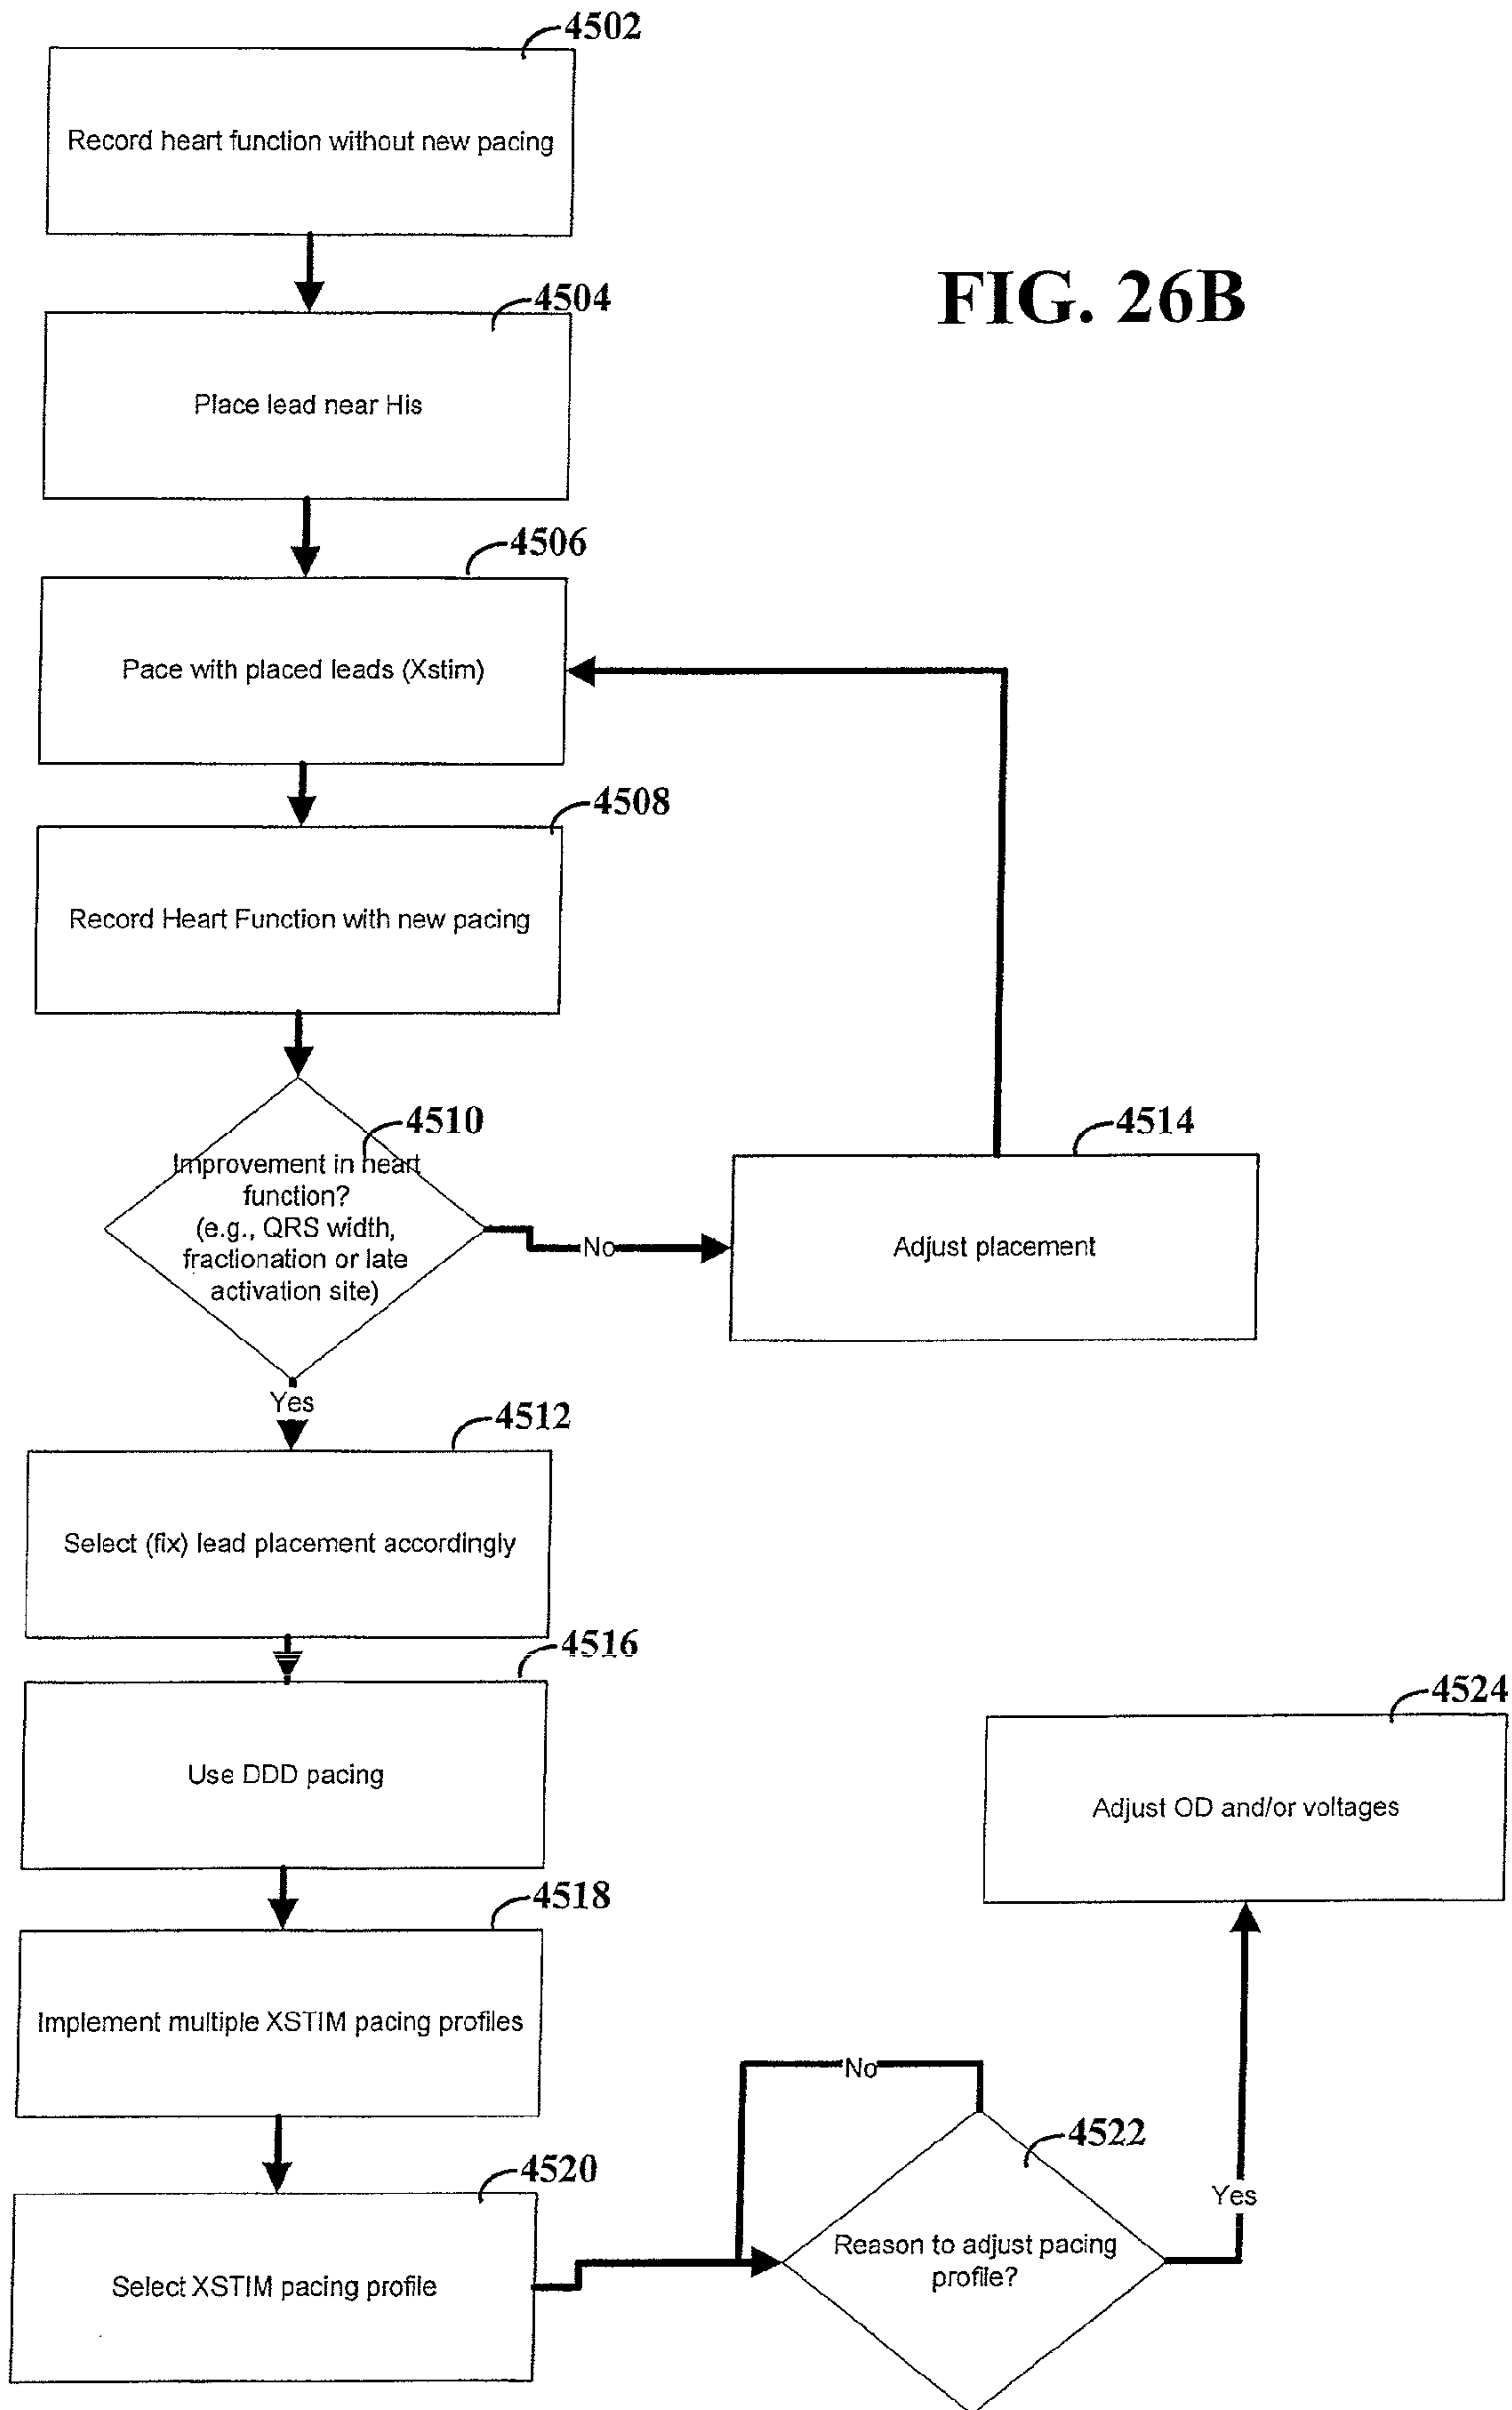 4502
Record heart function without new pacing
FIG. 26B
4504
Place lead near His
4506
Pace with placed leads (Xstim)
4508
Record Heart Function with new pacing
4510
Improvement in heart
function?
(e.g., QRS width,
fractionation or late
activation site)
No
4514
Adjust placement
Yes
4512
Select (fix) lead placement accordingly
4516
Use DDD pacing
4524
Adjust OD and/or voltages
4518
Implement multiple XSTIM pacing profiles
No
4522
Reason to adjust pacing
profile?
Yes
4520
Select XSTIM pacing profile